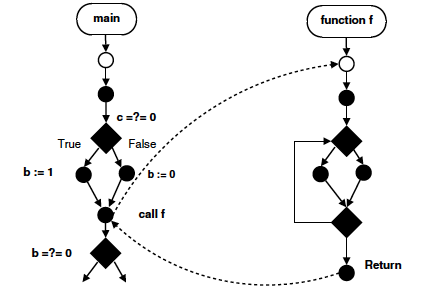 main
function f
c =?= 0
True
False
b := 1
b := 0
call f
b =?= 0
Return